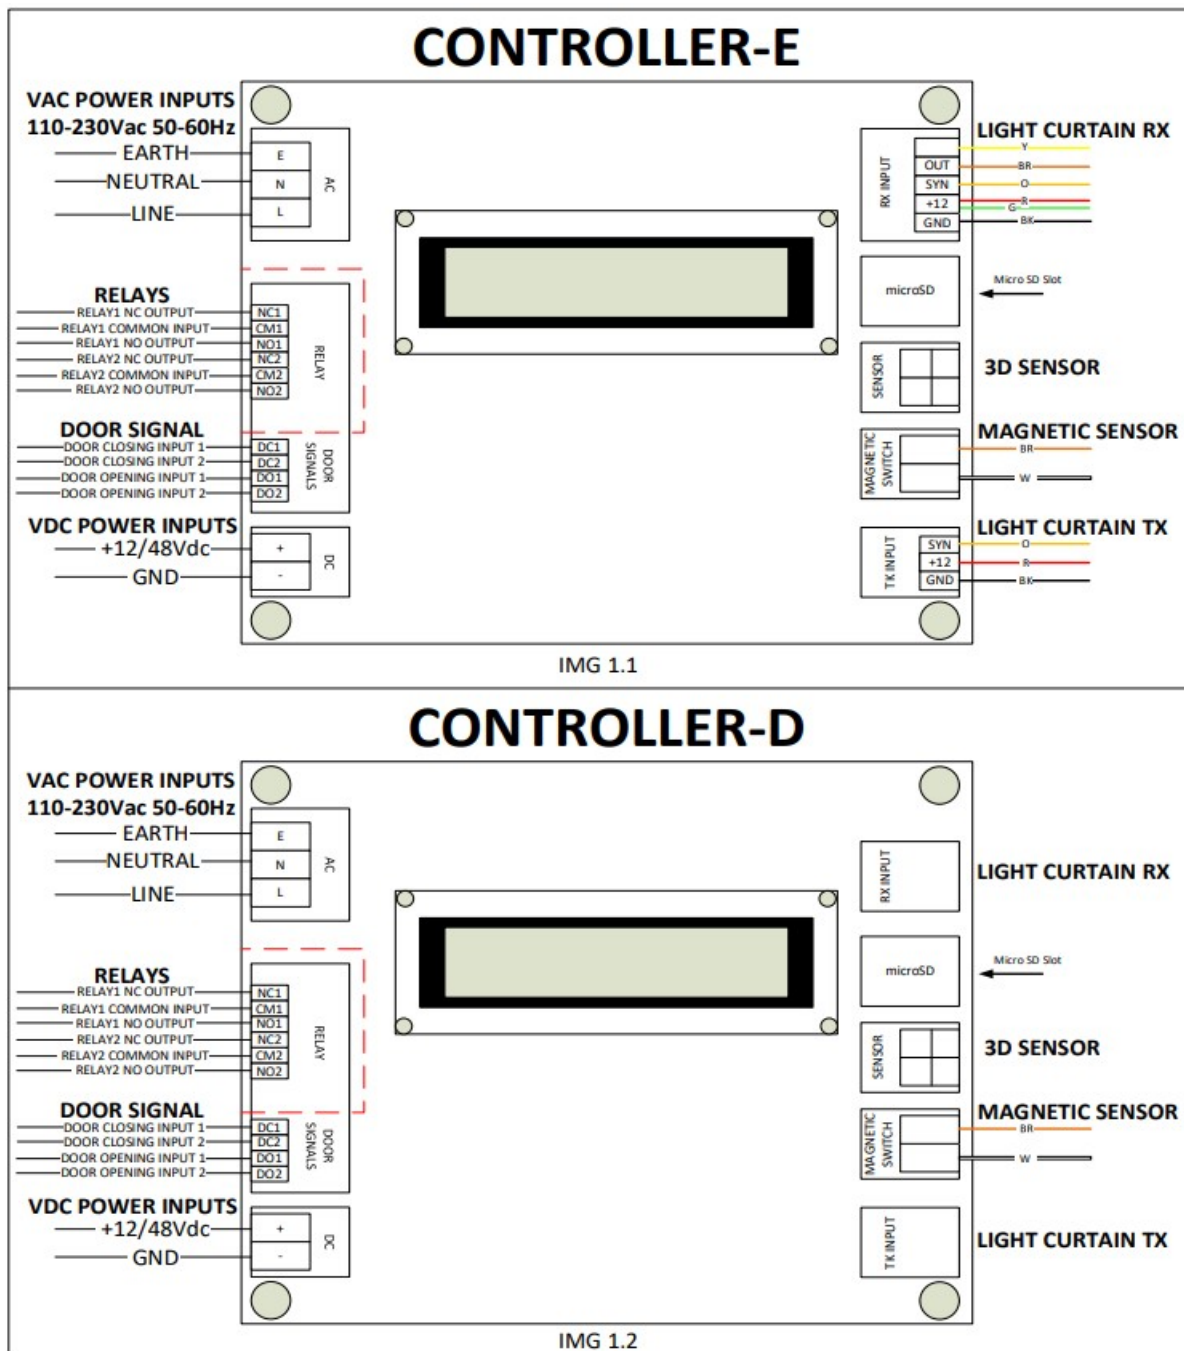 CONTROLLER-E
VAC POWER INPUTS
110-230Vac 50-60Hz
EARTH
NEUTRAL
LINE
E
N
L
AC
RELAYS
RELAY1 NC OUTPUT
RELAY1 COMMON INPUT
RELAY1 NO OUTPUT
RELAY2 NC OUTPUT
RELAY2 COMMON INPUT
RELAY2 NO OUTPUT
NC1
CM1
NO1
NC2
CM2
NO2
RELAY
DOOR SIGNAL
DOOR CLOSING INPUT 1
DOOR CLOSING INPUT 2
DOOR OPENING INPUT 1
DOOR OPENING INPUT 2
DC1
DC2
DO1
DO2
DOOR
SIGNALS
VDC POWER INPUTS
+12/48Vdc
GND
+
-
DC
RX INPUT
OUT
SYN
+12
GND
LIGHT CURTAIN RX
Y
BR
O
R
G
BK
microSD
Micro SD Slot
SENSOR
3D SENSOR
MAGNETIC
SWITCH
MAGNETIC SENSOR
BR
W
TK INPUT
SYN
+12
GND
LIGHT CURTAIN TX
O
R
BK
IMG 1.1
CONTROLLER-D
VAC POWER INPUTS
110-230Vac 50-60Hz
EARTH
NEUTRAL
LINE
E
N
L
AC
RELAYS
RELAY1 NC OUTPUT
RELAY1 COMMON INPUT
RELAY1 NO OUTPUT
RELAY2 NC OUTPUT
RELAY2 COMMON INPUT
RELAY2 NO OUTPUT
NC1
CM1
NO1
NC2
CM2
NO2
RELAY
DOOR SIGNAL
DOOR CLOSING INPUT 1
DOOR CLOSING INPUT 2
DOOR OPENING INPUT 1
DOOR OPENING INPUT 2
DC1
DC2
DO1
DO2
DOOR
SIGNALS
VDC POWER INPUTS
+12/48Vdc
GND
+
-
DC
RX INPUT
LIGHT CURTAIN RX
microSD
Micro SD Slot
SENSOR
3D SENSOR
MAGNETIC
SWITCH
MAGNETIC SENSOR
BR
W
TK INPUT
LIGHT CURTAIN TX
IMG 1.2